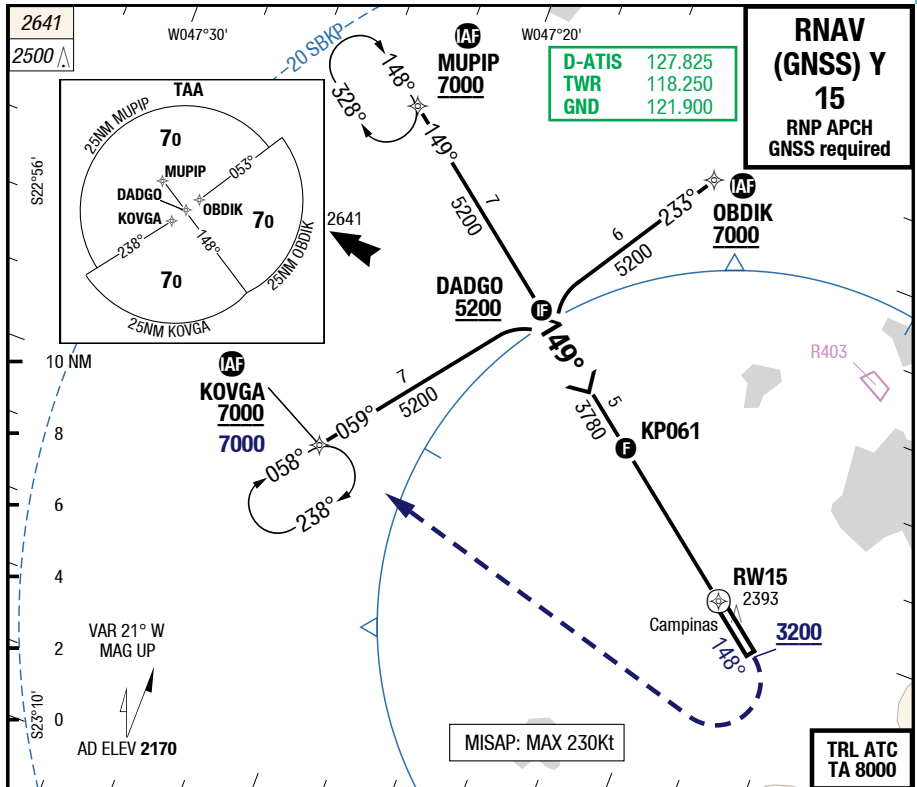 2641
2500
W047°30'
20 SBKP
W047°20'
IAF
MUPIP
7000
D-ATIS 127.825
TWR 118.250
GND 121.900
RNAV
(GNSS) Y
15
RNP APCH
GNSS required
148°
328°
TAA
25NM MUPIP
70
MUPIP
053°
DADGO
OBDIK
KOVGA
70
238°
148°
70
25NM OBDIK
25NM KOVGA
2641
S22°56'
149°
7
5200
233°
IAF
OBDIK
7000
6
5200
DADGO
5200
IF
149°
R403
10 NM
IAF
KOVGA
7000
7000
7
5200
059°
5
3780
KP061
F
8
058°
238°
6
4
RW15
2393
Campinas
148°
3200
VAR 21° W
MAG UP
2
0
S23°10'
AD ELEV 2170
MISAP: MAX 230Kt
TRL ATC
TA 8000